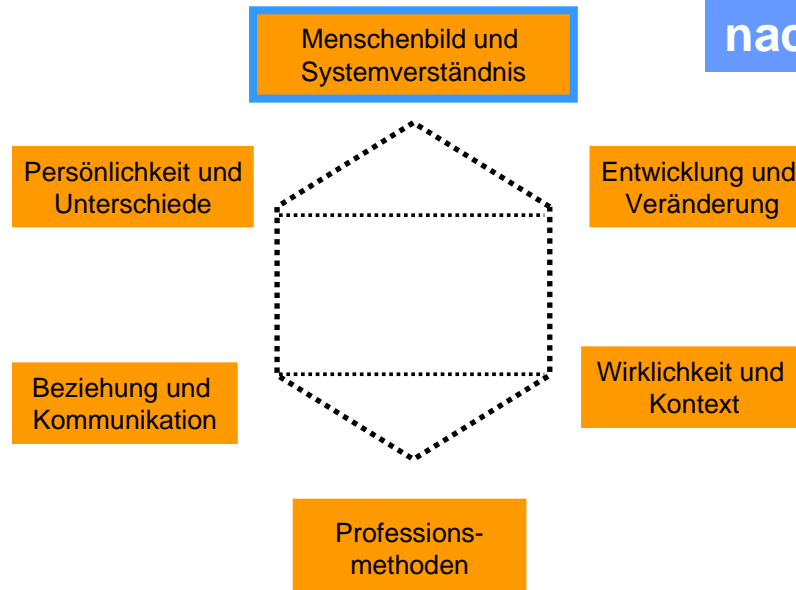 Menschenbild und
Systemverständnis
Persönlichkeit und
Unterschiede
Entwicklung und
Veränderung
Beziehung und
Kommunikation
Wirklichkeit und
Kontext
Professions-
methoden